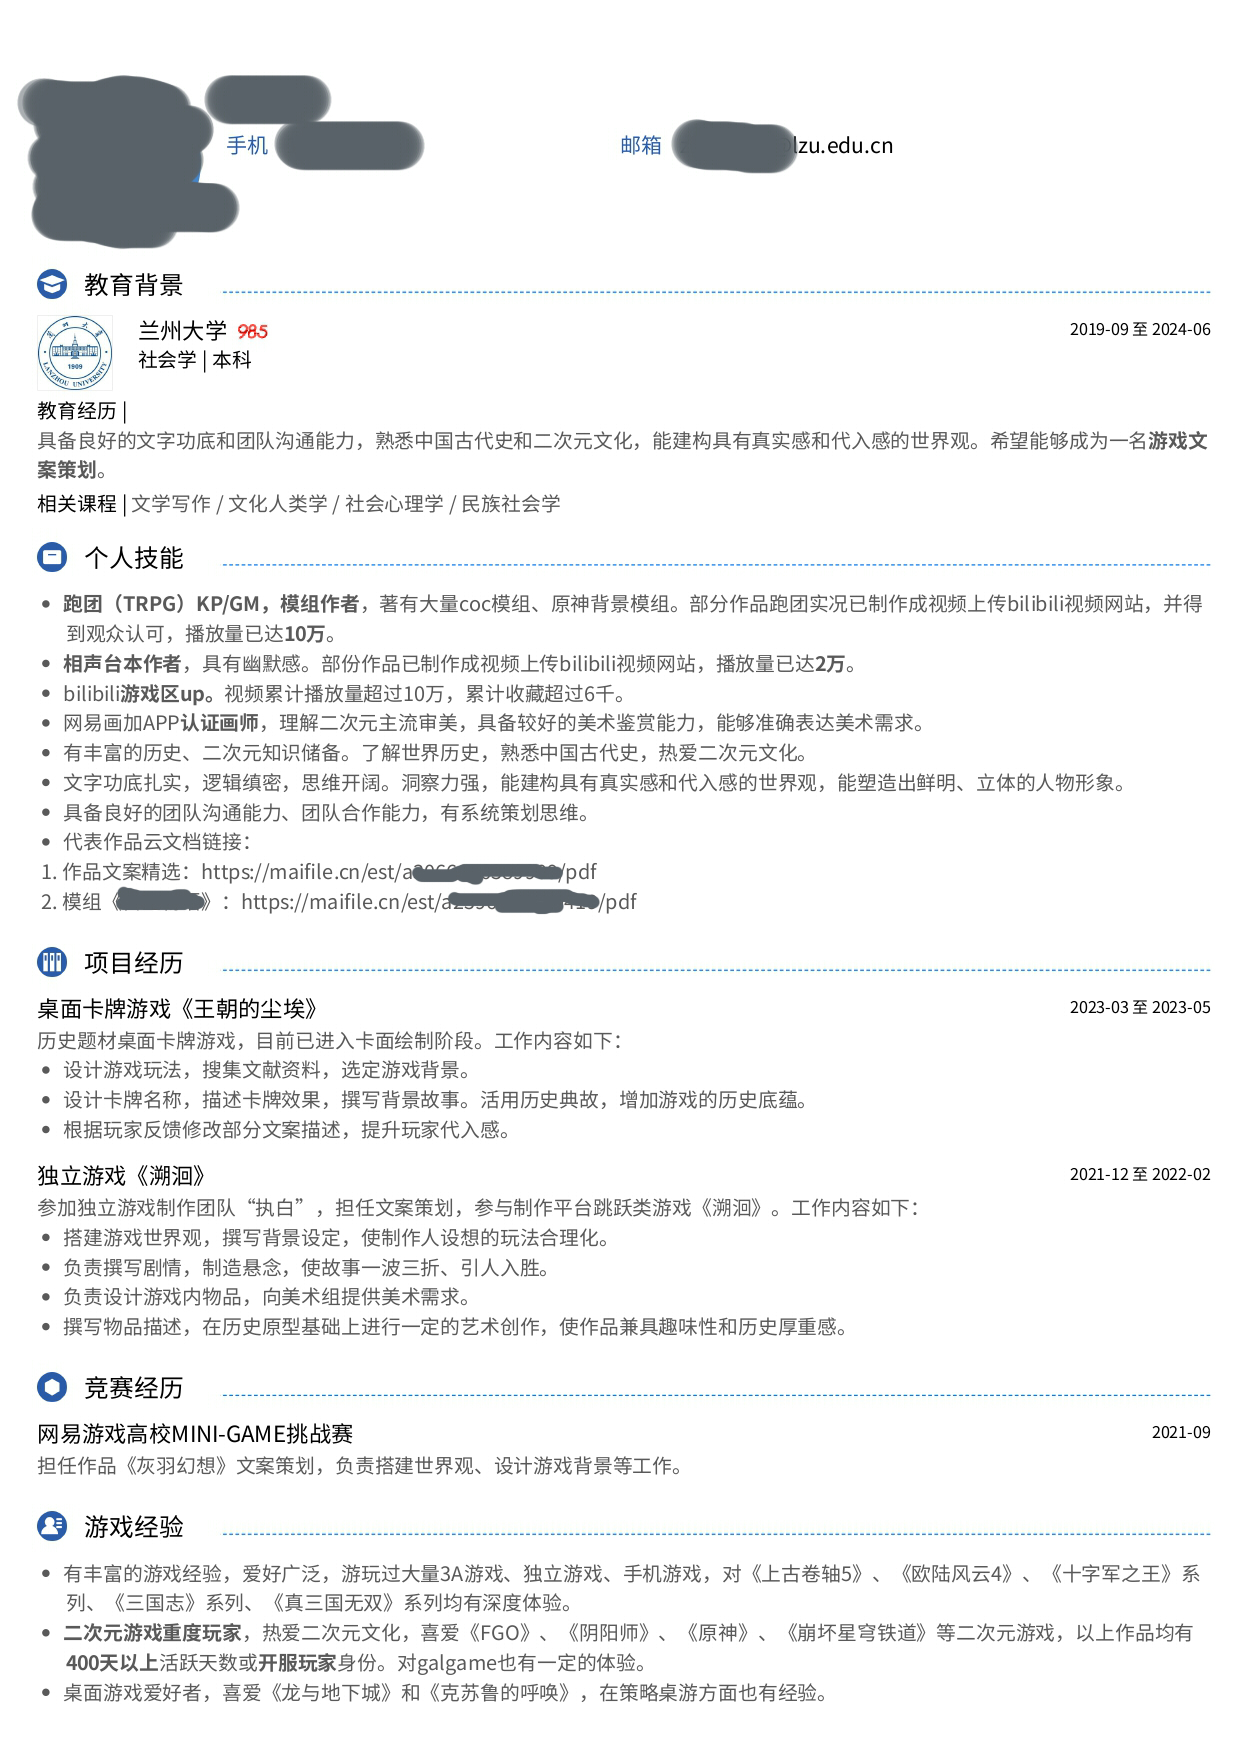 手机
邮箱 lzu.edu.cn
教育背景
兰州大学 985 2019-09 至 2024-06
社会学 | 本科
兰州大学
1909
LANZHOU UNIVERSITY
教育经历 |
具备良好的文字功底和团队沟通能力，熟悉中国古代史和二次元文化，能建构具有真实感和代入感的世界观。希望能够成为一名游戏文
案策划。
相关课程 | 文学写作 / 文化人类学 / 社会心理学 / 民族社会学
个人技能
• 跑团（TRPG）KP/GM，模组作者，著有大量coc模组、原神背景模组。部分作品跑团实况已制作成视频上传bilibili视频网站，并得
到观众认可，播放量已达10万。
• 相声台本作者，具有幽默感。部份作品已制作成视频上传bilibili视频网站，播放量已达2万。
• bilibili游戏区up。视频累计播放量超过10万，累计收藏超过6千。
• 网易画加APP认证画师，理解二次元主流审美，具备较好的美术鉴赏能力，能够准确表达美术需求。
• 有丰富的历史、二次元知识储备。了解世界历史，熟悉中国古代史，热爱二次元文化。
• 文字功底扎实，逻辑缜密，思维开阔。洞察力强，能建构具有真实感和代入感的世界观，能塑造出鲜明、立体的人物形象。
• 具备良好的团队沟通能力、团队合作能力，有系统策划思维。
• 代表作品云文档链接：
1. 作品文案精选：https://maifile.cn/est/a /pdf
2. 模组《 》：https://maifile.cn/est/a /pdf
项目经历
桌面卡牌游戏《王朝的尘埃》 2023-03 至 2023-05
历史题材桌面卡牌游戏，目前已进入卡面绘制阶段。工作内容如下：
• 设计游戏玩法，搜集文献资料，选定游戏背景。
• 设计卡牌名称，描述卡牌效果，撰写背景故事。活用历史典故，增加游戏的历史底蕴。
• 根据玩家反馈修改部分文案描述，提升玩家代入感。
独立游戏《溯洄》 2021-12 至 2022-02
参加独立游戏制作团队“执白”，担任文案策划，参与制作平台跳跃类游戏《溯洄》。工作内容如下：
• 搭建游戏世界观，撰写背景设定，使制作人设想的玩法合理化。
• 负责撰写剧情，制造悬念，使故事一波三折、引人入胜。
• 负责设计游戏内物品，向美术组提供美术需求。
• 撰写物品描述，在历史原型基础上进行一定的艺术创作，使作品兼具趣味性和历史厚重感。
竞赛经历
网易游戏高校MINI-GAME挑战赛 2021-09
担任作品《灰羽幻想》文案策划，负责搭建世界观、设计游戏背景等工作。
游戏经验
• 有丰富的游戏经验，爱好广泛，游玩过大量3A游戏、独立游戏、手机游戏，对《上古卷轴5》、《欧陆风云4》、《十字军之王》系
列、《三国志》系列、《真三国无双》系列均有深度体验。
• 二次元游戏重度玩家，热爱二次元文化，喜爱《FGO》、《阴阳师》、《原神》、《崩坏星穹铁道》等二次元游戏，以上作品均有
400天以上活跃天数或开服玩家身份。对galgame也有一定的体验。
• 桌面游戏爱好者，喜爱《龙与地下城》和《克苏鲁的呼唤》，在策略桌游方面也有经验。